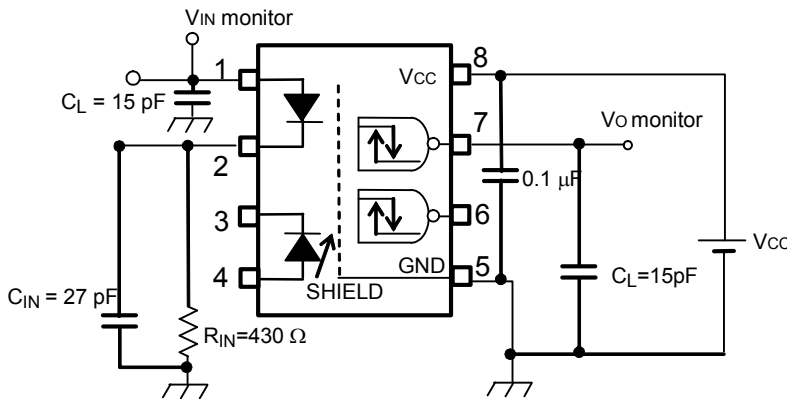 VIN monitor
1
CL = 15 pF
2
3
4
CIN = 27 pF
RIN=430 Ω
VCC
SHIELD
GND
8
7
6
5
VO monitor
0.1 μF
CL=15pF
VCC